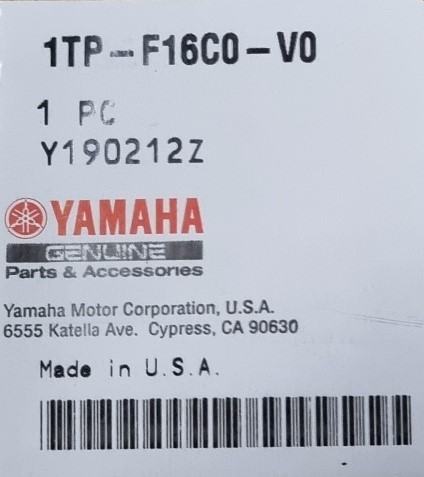 1TP-F16C0-V0
1 PC
Y190212Z
YAMAHA
GENUINE
Parts & Accessories
Yamaha Motor Corporation, U.S.A.
6555 Katella Ave. Cypress, CA 90630
Made in U.S.A.